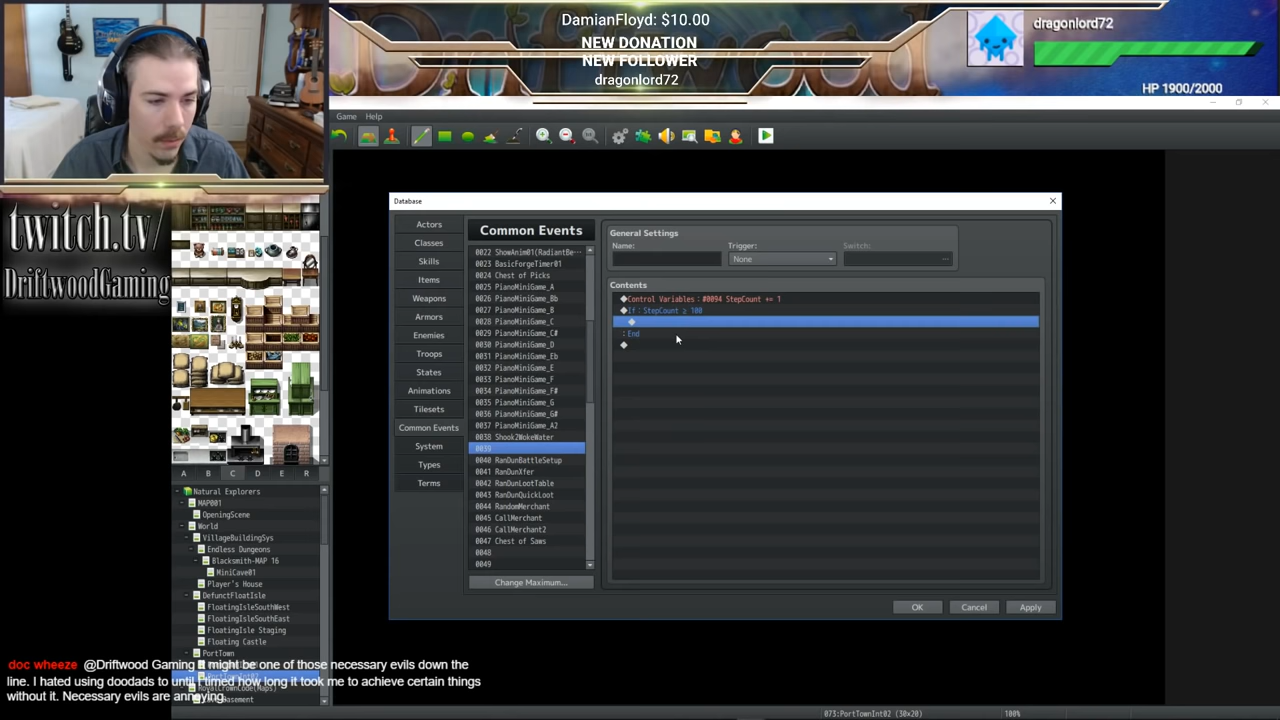 DamianFloyd: $10.00
NEW DONATION
NEW FOLLOWER
dragonlord72
dragonlord72
HP 1900/2000
twitch.tv/
DriftwoodGaming
Game Help
Database
Actors
Classes
Skills
Items
Weapons
Armors
Enemies
Troops
States
Animations
Tilesets
Common Events
System
Types
Terms
Common Events
0022 ShowAnim01(RadiantBe···
0023 BasicForgeTimer01
0024 Chest of Picks
0025 PianoMiniGame_A
0026 PianoMiniGame_Bb
0027 PianoMiniGame_B
0028 PianoMiniGame_C
0029 PianoMiniGame_C#
0030 PianoMiniGame_D
0031 PianoMiniGame_Eb
0032 PianoMiniGame_E
0033 PianoMiniGame_F
0034 PianoMiniGame_F#
0035 PianoMiniGame_G
0036 PianoMiniGame_G#
0037 PianoMiniGame_A2
0038 Shook2WokeWater
0039
0040 RanDunBattleSetup
0041 RanDunXfer
0042 RanDunLootTable
0043 RanDunQuickLoot
0044 RandomMerchant
0045 CallMerchant
0046 CallMerchant2
0047 Chest of Saws
0048
0049
Change Maximum...
General Settings
Name:
Trigger:
Switch:
None
Contents
◆Control Variables：#0094 StepCount += 1
◆If：StepCount ≥ 100
◆
：End
◆
OK Cancel Apply
A B C D E R
Natural Explorers
MAP001
OpeningScene
World
VillageBuildingSys
Endless Dungeons
Blacksmith-MAP 16
MiniCave01
Player's House
DefunctFloatIsle
FloatingIsleSouthWest
FloatingIsleSouthEast
FloatingIsle Staging
Floating Castle
PortTown
PortTownInt02
RoyalCrownCode(Maps)
doc wheeze @Driftwood Gaming it might be one of those necessary evils down the
line. I hated using doodads to until I timed how long it took me to achieve certain things
without it. Necessary evils are annoying.
073:PortTownInt02 (30x20) 100%